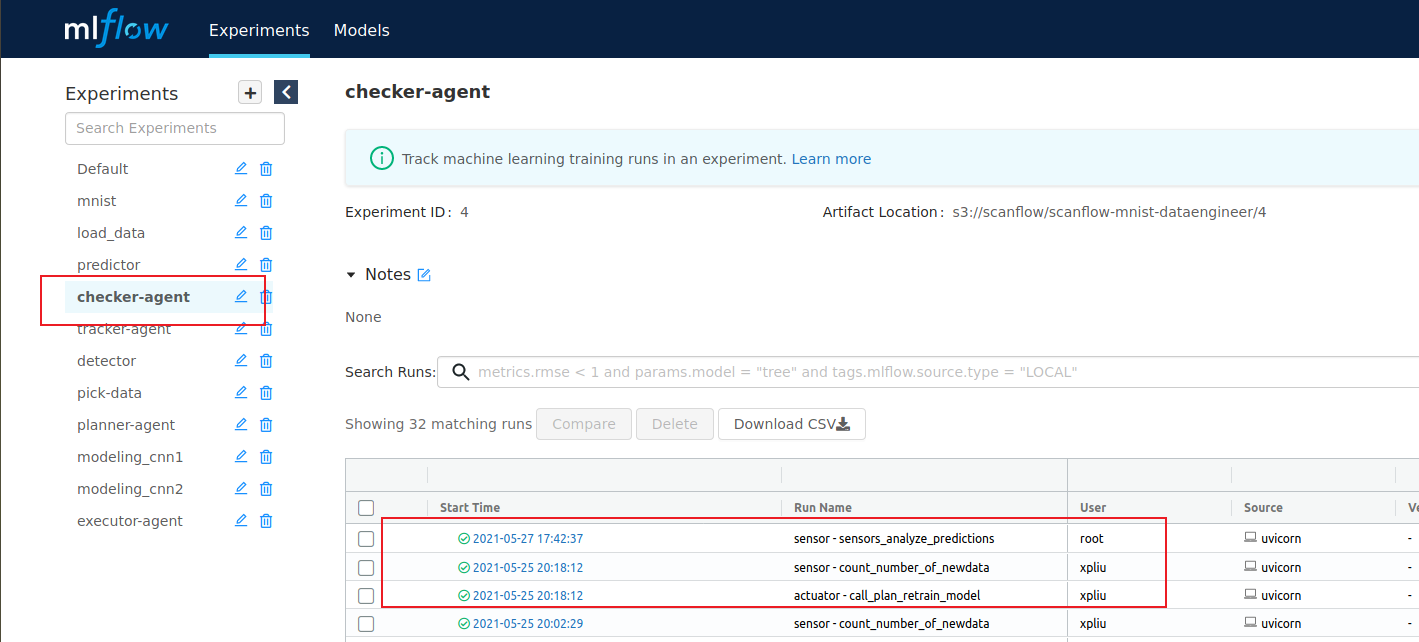 mlflow Experiments Models
Experiments
Search Experiments
Default
mnist
load_data
predictor
checker-agent
tracker-agent
detector
pick-data
planner-agent
modeling_cnn1
modeling_cnn2
executor-agent
checker-agent
Track machine learning training runs in an experiment. Learn more
Experiment ID: 4 Artifact Location: s3://scanflow/scanflow-mnist-dataengineer/4
Notes
None
Search Runs: metrics.rmse < 1 and params.model = "tree" and tags.mlflow.source.type = "LOCAL"
Showing 32 matching runs Compare Delete Download CSV
Start Time Run Name User Source Ve
2021-05-27 17:42:37 sensor - sensors_analyze_predictions root uvicorn -
2021-05-25 20:18:12 sensor - count_number_of_newdata xpliu uvicorn -
2021-05-25 20:18:12 actuator - call_plan_retrain_model xpliu uvicorn -
2021-05-25 20:02:29 sensor - count_number_of_newdata xpliu uvicorn -